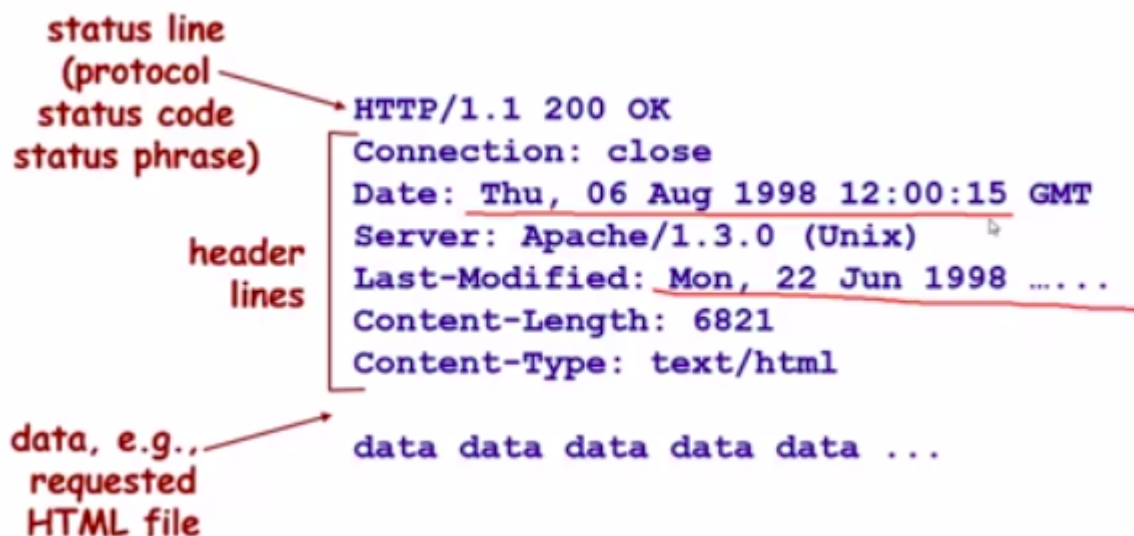 status line
(protocol
status code
status phrase)
HTTP/1.1 200 OK
Connection: close
Date: Thu, 06 Aug 1998 12:00:15 GMT
Server: Apache/1.3.0 (Unix)
Last-Modified: Mon, 22 Jun 1998 …...
Content-Length: 6821
Content-Type: text/html
header
lines
data, e.g.,
requested
HTML file
data data data data data ...